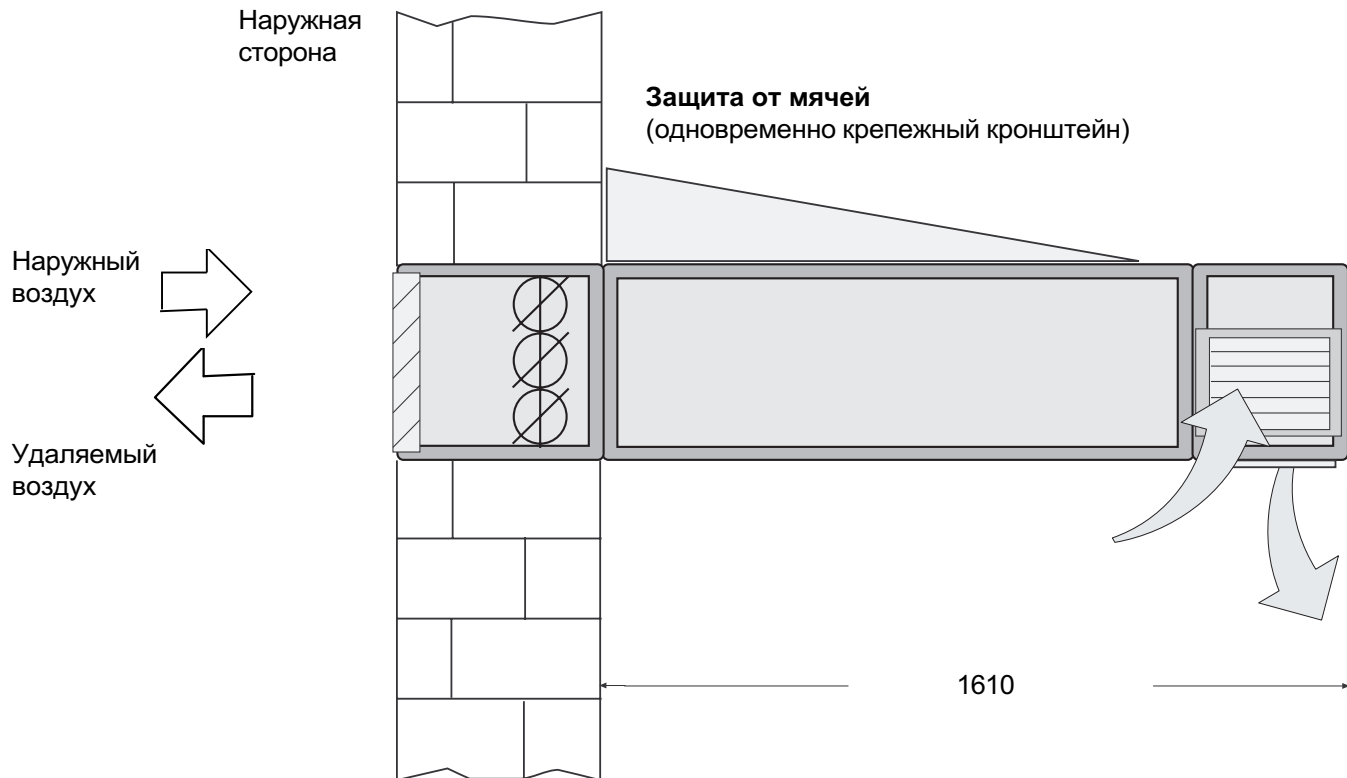 Наружная
сторона
Защита от мячей
(одновременно крепежный кронштейн)
Наружный
воздух
Удаляемый
воздух
1610